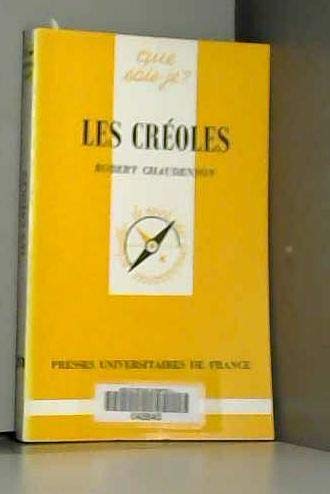 que
sais-je?
LES CRÉOLES
ROBERT CHAUDENSON
PRESSES UNIVERSITAIRES DE FRANCE